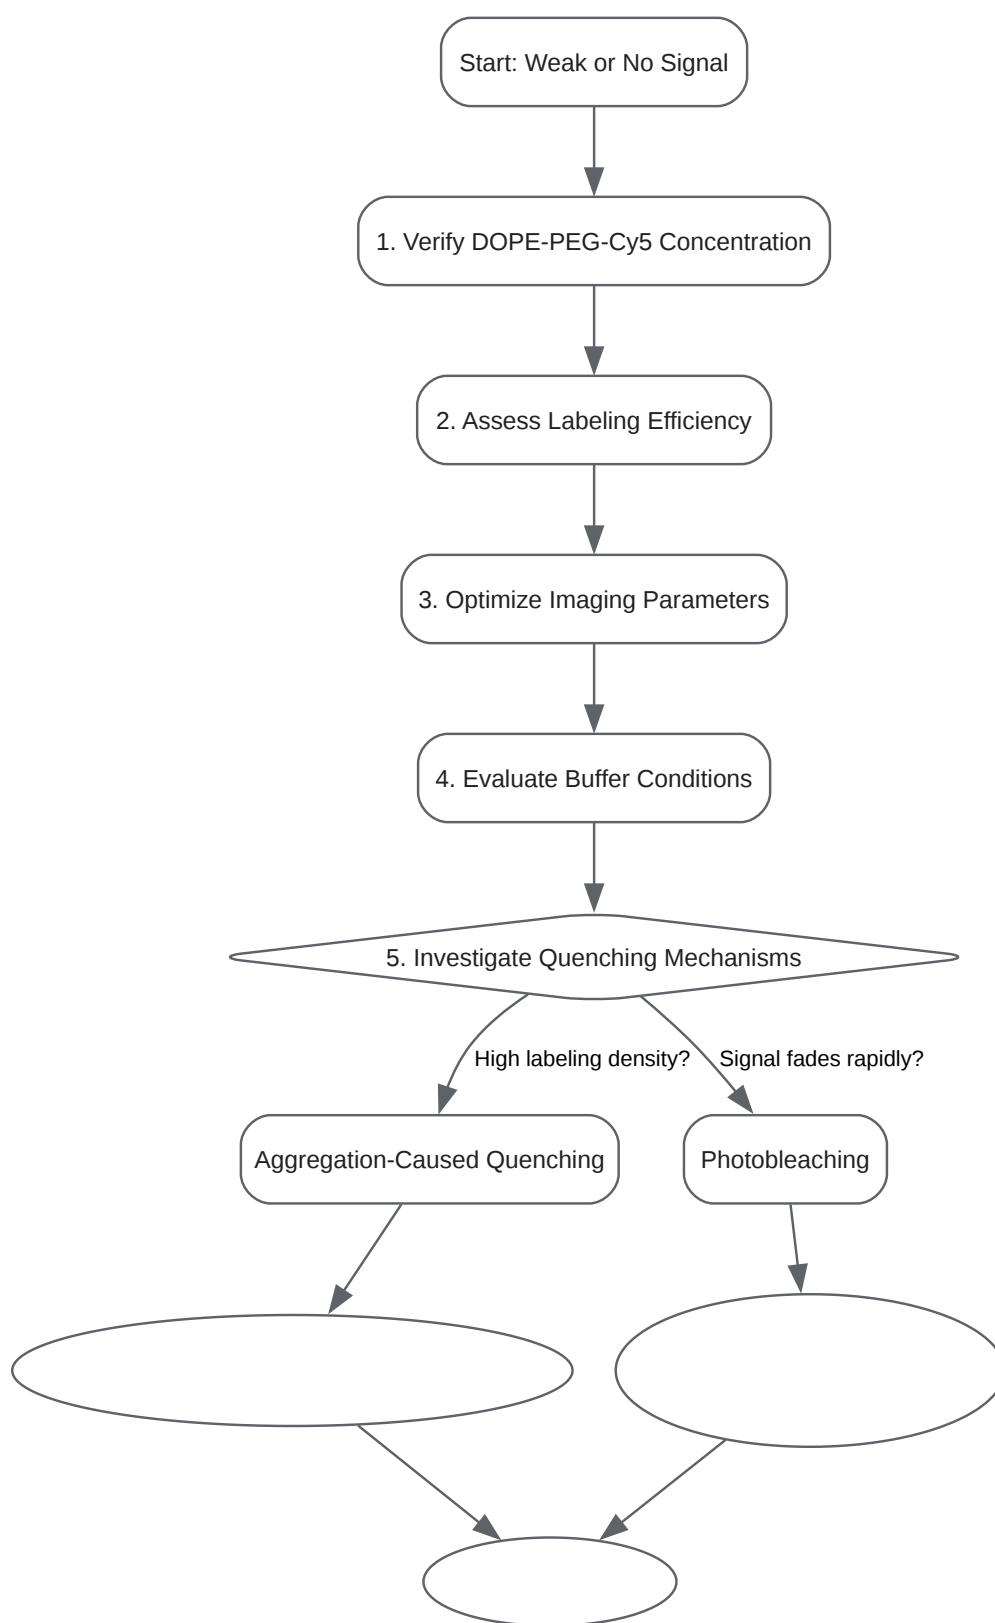 Start: Weak or No Signal
1. Verify DOPE-PEG-Cy5 Concentration
2. Assess Labeling Efficiency
3. Optimize Imaging Parameters
4. Evaluate Buffer Conditions
5. Investigate Quenching Mechanisms
High labeling density?
Signal fades rapidly?
Aggregation-Caused Quenching
Photobleaching